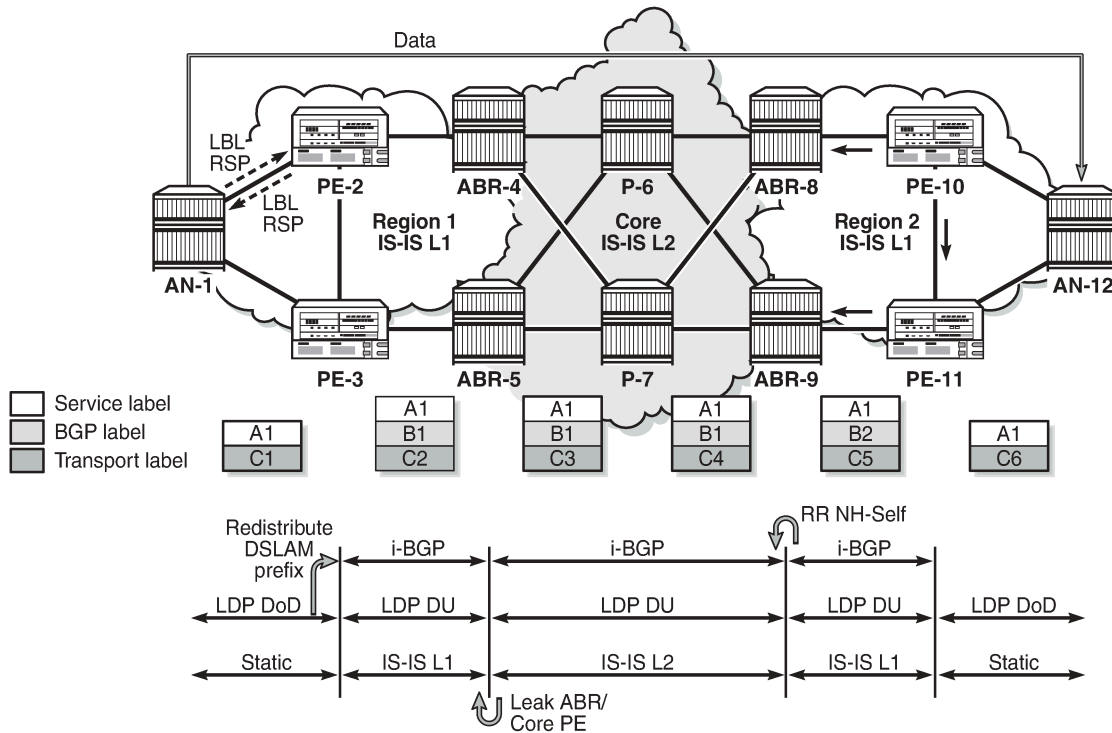 Data
LBL
RSP
LBL
RSP
PE-2
ABR-4
P-6
ABR-8
PE-10
Region 1
IS-IS L1
Core
IS-IS L2
Region 2
IS-IS L1
AN-1
AN-12
PE-3
ABR-5
P-7
ABR-9
PE-11
Service label
BGP label
Transport label
A1
C1
A1
B1
C2
A1
B1
C3
A1
B1
C4
A1
B2
C5
A1
C6
Redistribute
DSLAM
prefix
RR NH-Self
i-BGP
i-BGP
i-BGP
LDP DoD
LDP DU
LDP DU
LDP DU
LDP DoD
Static
IS-IS L1
IS-IS L2
IS-IS L1
Static
Leak ABR/
Core PE